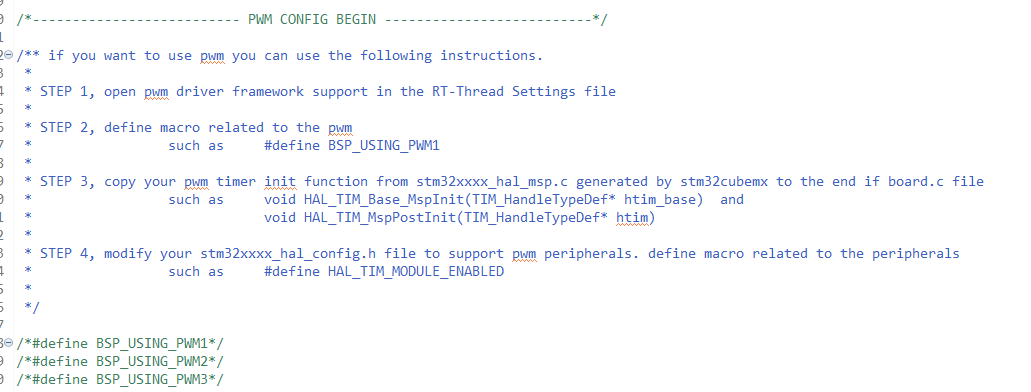 /*-------------------------- PWM CONFIG BEGIN --------------------------*/
/** if you want to use pwm you can use the following instructions.
*
* STEP 1, open pwm driver framework support in the RT-Thread Settings file
*
* STEP 2, define macro related to the pwm
* such as #define BSP_USING_PWM1
*
* STEP 3, copy your pwm timer init function from stm32xxxx_hal_msp.c generated by stm32cubemx to the end if board.c file
* such as void HAL_TIM_Base_MspInit(TIM_HandleTypeDef* htim_base) and
* void HAL_TIM_MspPostInit(TIM_HandleTypeDef* htim)
*
* STEP 4, modify your stm32xxxx_hal_config.h file to support pwm peripherals. define macro related to the peripherals
* such as #define HAL_TIM_MODULE_ENABLED
*
*/
/*#define BSP_USING_PWM1*/
/*#define BSP_USING_PWM2*/
/*#define BSP_USING_PWM3*/